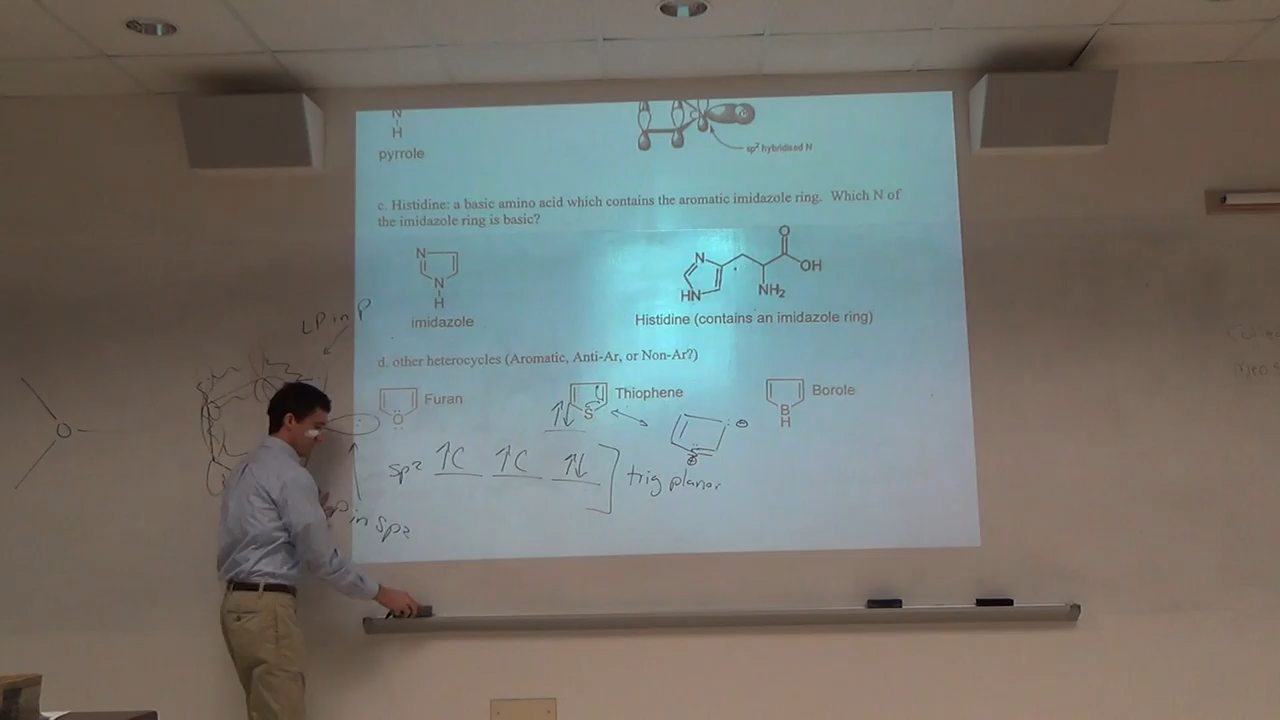 N
H
pyrrole
sp² hybridised N
c. Histidine: a basic amino acid which contains the aromatic imidazole ring. Which N of
the imidazole ring is basic?
N
N
H
imidazole
N
HN
O
OH
NH₂
Histidine (contains an imidazole ring)
LP in P
d. other heterocycles (Aromatic, Anti-Ar, or Non-Ar?)
O
Furan
S
Thiophene
B
H
Borole
O
sp² ↑C ↑C ↑↓ ] trig planar
↑↓
⊖
⊕
in sp²